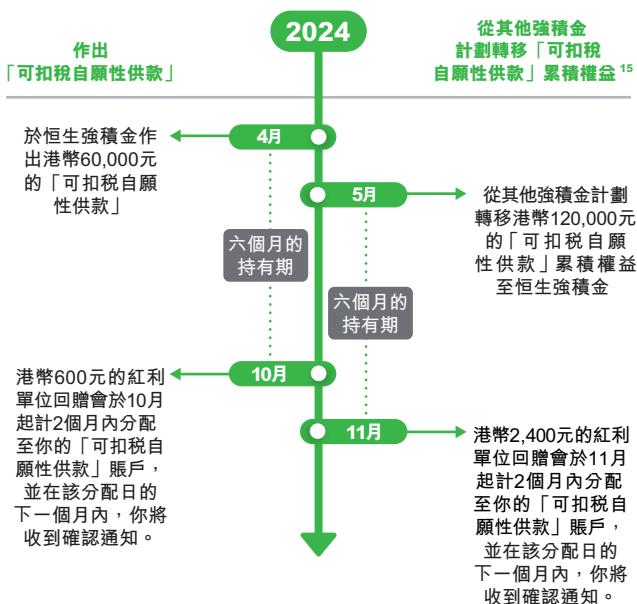 2024
作出
「可扣稅自願性供款」
從其他強積金
計劃轉移「可扣稅
自願性供款」累積權益 15
4月
於恒生強積金作
出港幣60,000元
的「可扣税自願
性供款」
5月
從其他強積金計劃
轉移港幣120,000元
的「可扣税自願
性供款」累積權益
至恒生強積金
六個月的
持有期
六個月的
持有期
10月
港幣600元的紅利
單位回贈會於10月
起計2個月內分配
至你的「可扣税自
願性供款」賬戶，
並在該分配日的
下一個月內，你將
收到確認通知。
11月
港幣2,400元的紅利
單位回贈會於11月
起計2個月內分配
至你的「可扣税自
願性供款」賬戶，
並在該分配日的
下一個月內，你將
收到確認通知。